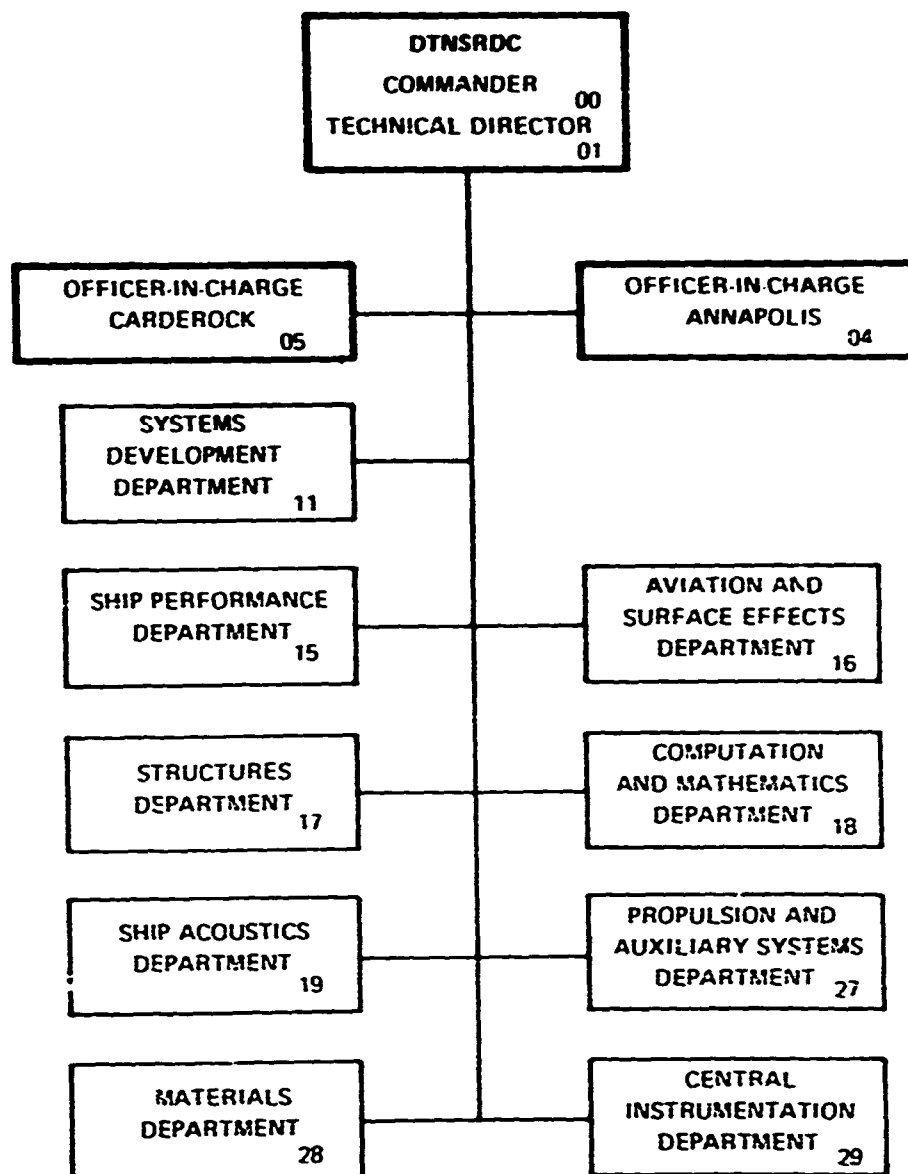 DTNSRDC
COMMANDER
00
TECHNICAL DIRECTOR
01
OFFICER-IN-CHARGE
CARDEROCK
05
OFFICER-IN-CHARGE
ANNAPOLIS
04
SYSTEMS
DEVELOPMENT
DEPARTMENT
11
SHIP PERFORMANCE
DEPARTMENT
15
AVIATION AND
SURFACE EFFECTS
DEPARTMENT
16
STRUCTURES
DEPARTMENT
17
COMPUTATION
AND MATHEMATICS
DEPARTMENT
18
SHIP ACOUSTICS
DEPARTMENT
19
PROPULSION AND
AUXILIARY SYSTEMS
DEPARTMENT
27
MATERIALS
DEPARTMENT
28
CENTRAL
INSTRUMENTATION
DEPARTMENT
29